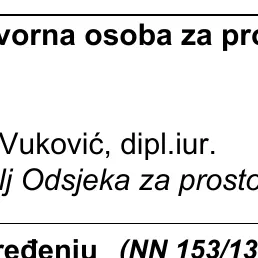 vorna osoba za pro
Vuković, dipl.iur.
lj Odsjeka za prosto
ređenju (NN 153/13